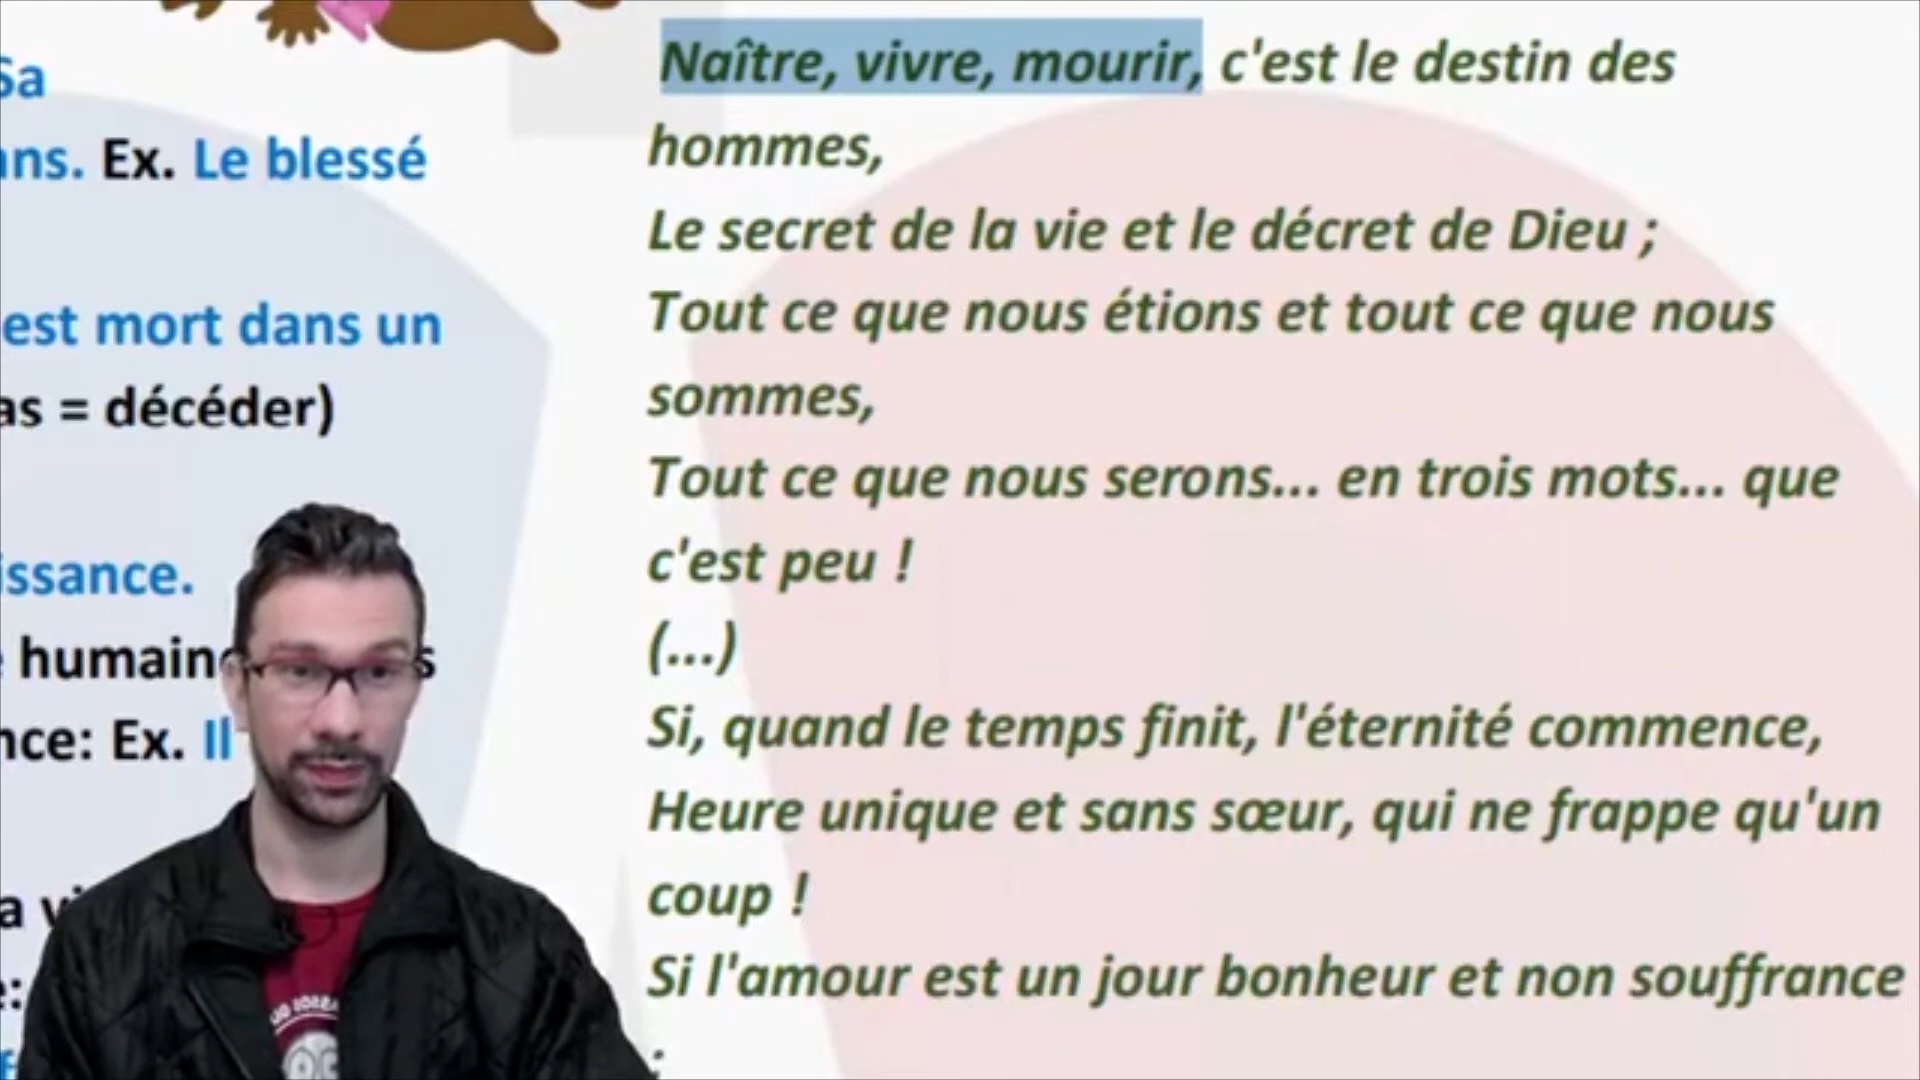 Sa
ans. Ex. Le blessé
est mort dans un
as = décéder)
issance.
humain s
nce: Ex. Il
a v
e:
Naître, vivre, mourir, c'est le destin des
hommes,
Le secret de la vie et le décret de Dieu ;
Tout ce que nous étions et tout ce que nous
sommes,
Tout ce que nous serons... en trois mots... que
c'est peu !
(...)
Si, quand le temps finit, l'éternité commence,
Heure unique et sans sœur, qui ne frappe qu'un
coup !
Si l'amour est un jour bonheur et non souffrance
;